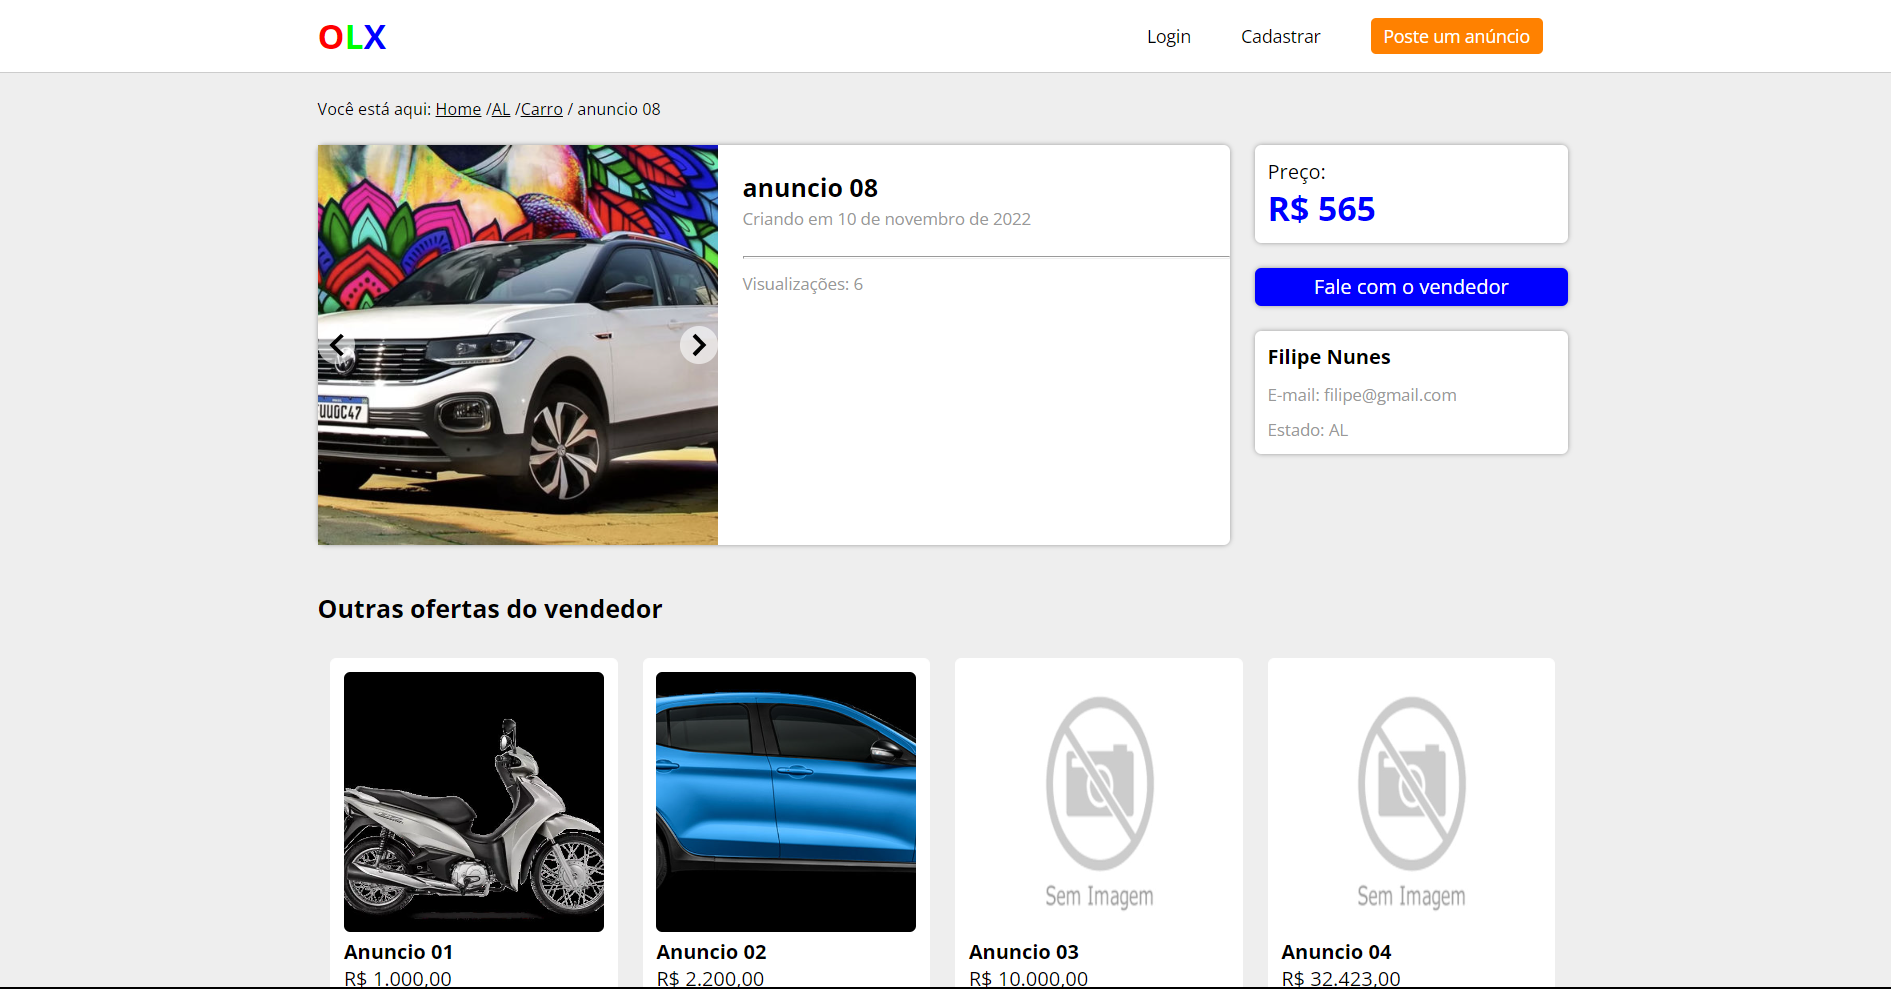 OLX
Login
Cadastrar
Poste um anúncio
Você está aqui: Home /AL /Carro / anuncio 08
anuncio 08
Criando em 10 de novembro de 2022
Visualizações: 6
UUOC47
Preço:
R$ 565
Fale com o vendedor
Filipe Nunes
E-mail: filipe@gmail.com
Estado: AL
Outras ofertas do vendedor
Sem Imagem
Sem Imagem
Anuncio 01
R$ 1.000,00
Anuncio 02
R$ 2.200,00
Anuncio 03
R$ 10.000,00
Anuncio 04
R$ 32.423,00